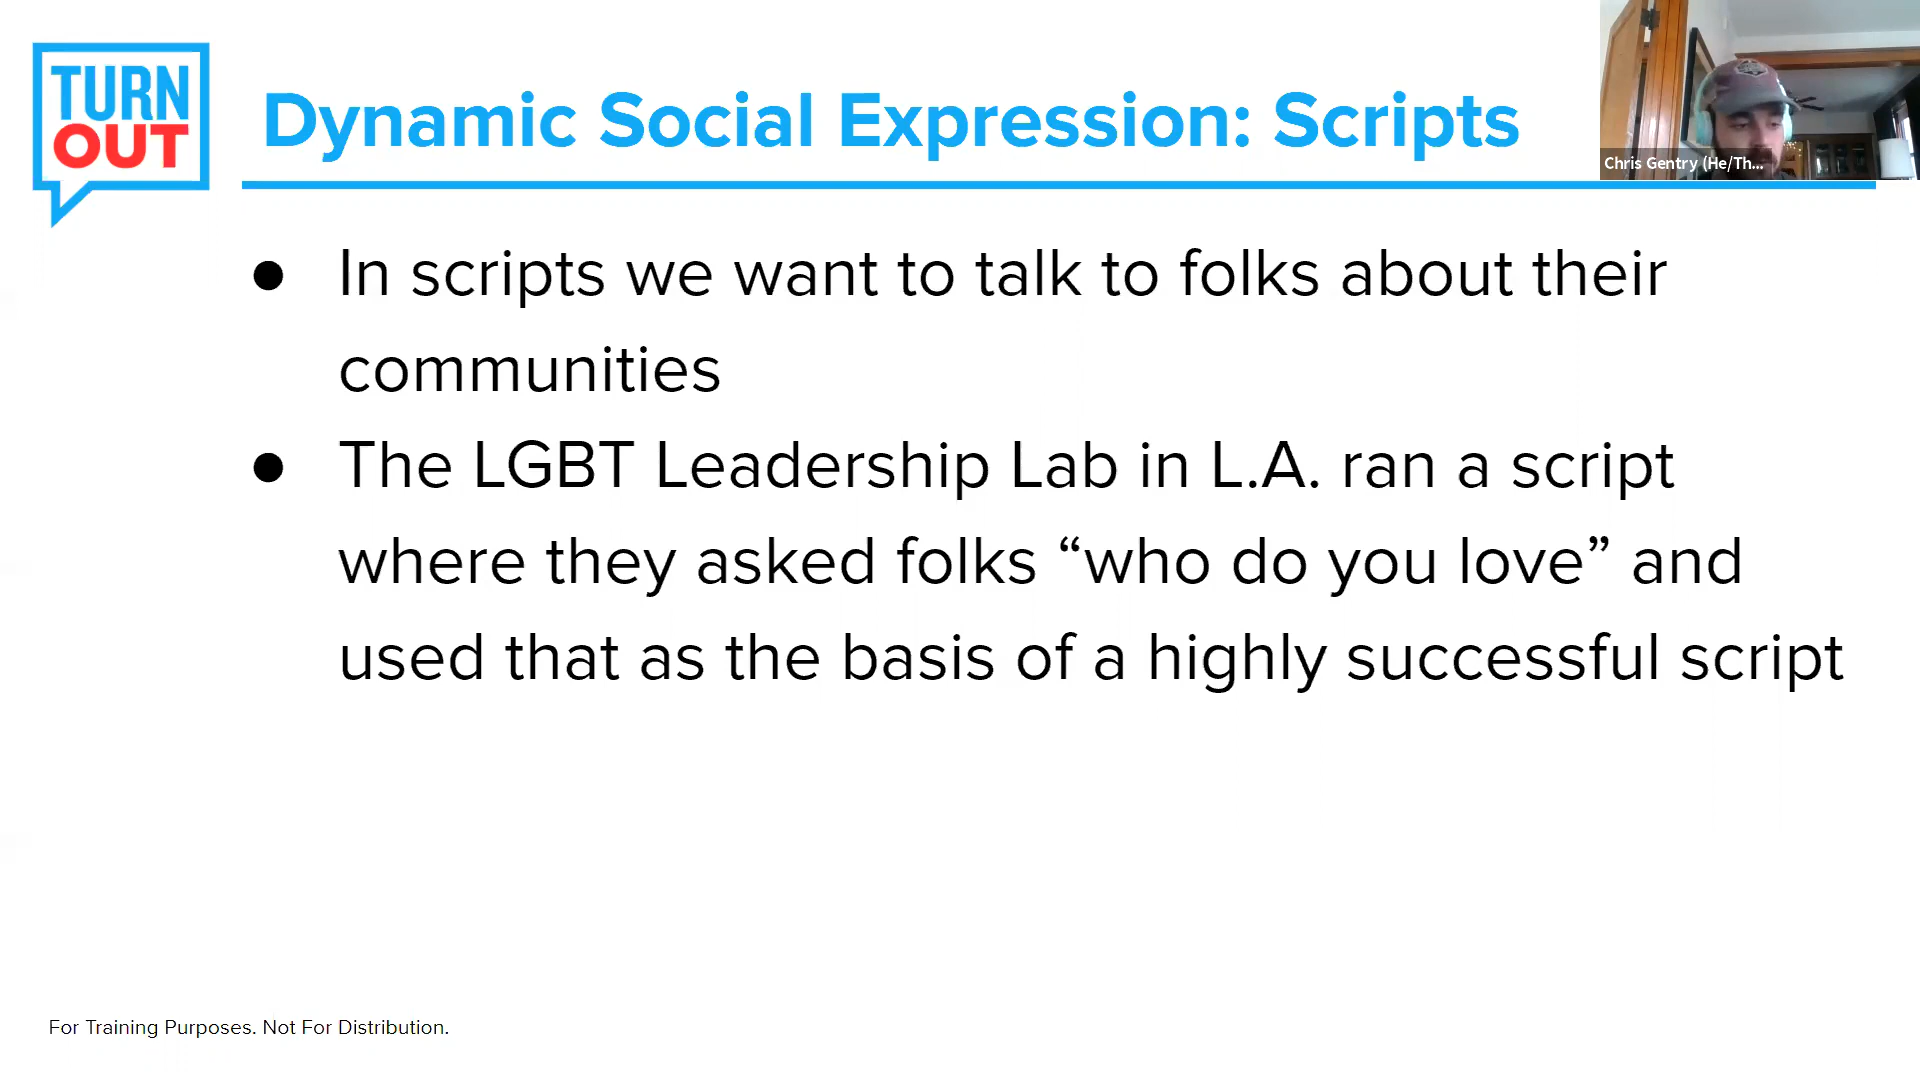 TURN
OUT
Dynamic Social Expression: Scripts
Chris Gentry (He/Th...
● In scripts we want to talk to folks about their
communities
● The LGBT Leadership Lab in L.A. ran a script
where they asked folks “who do you love” and
used that as the basis of a highly successful script
For Training Purposes. Not For Distribution.